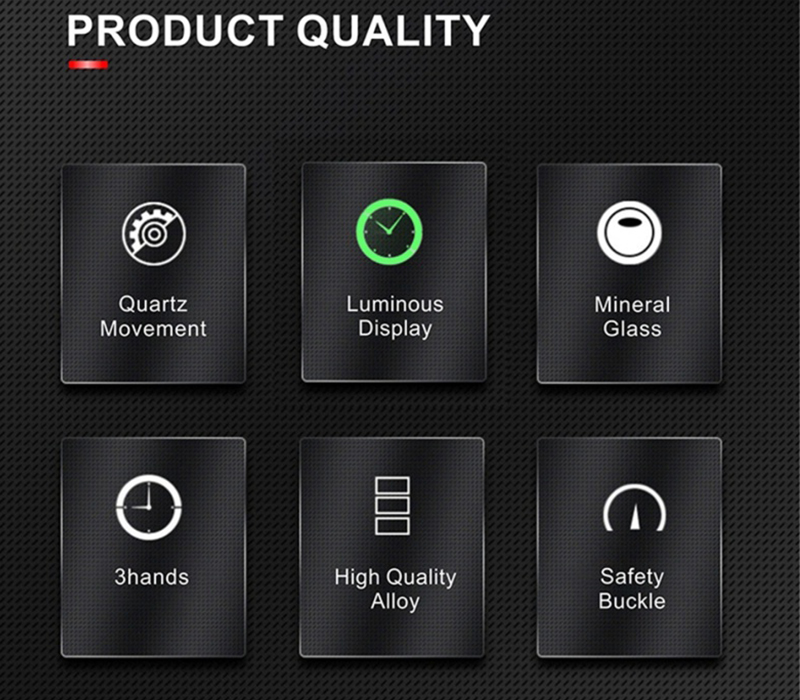 PRODUCT QUALITY
Quartz
Movement
Luminous
Display
Mineral
Glass
3hands
High Quality
Alloy
Safety
Buckle